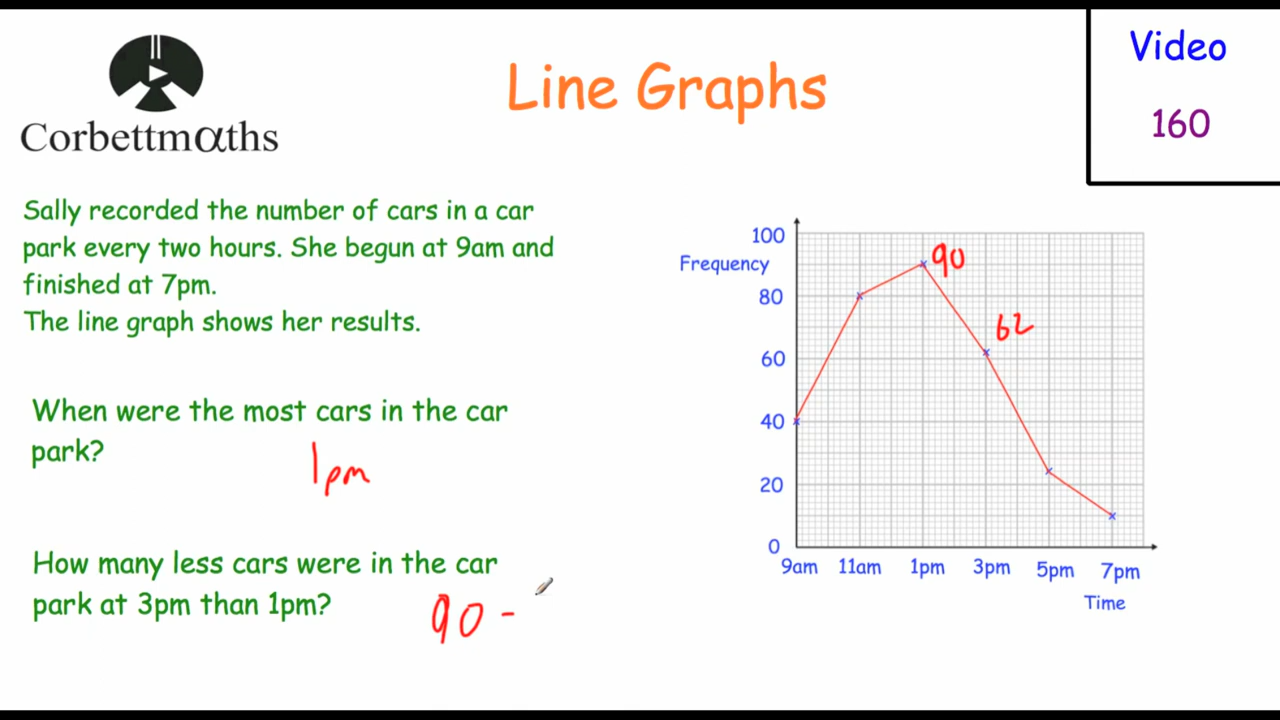 Corbettmαths
Line Graphs
Video
160
Sally recorded the number of cars in a car
park every two hours. She begun at 9am and
finished at 7pm.
The line graph shows her results.
When were the most cars in the car
park?
1pm
How many less cars were in the car
park at 3pm than 1pm?
90 -
100
Frequency
80
60
40
20
0
90
62
9am 11am 1pm 3pm 5pm 7pm
Time